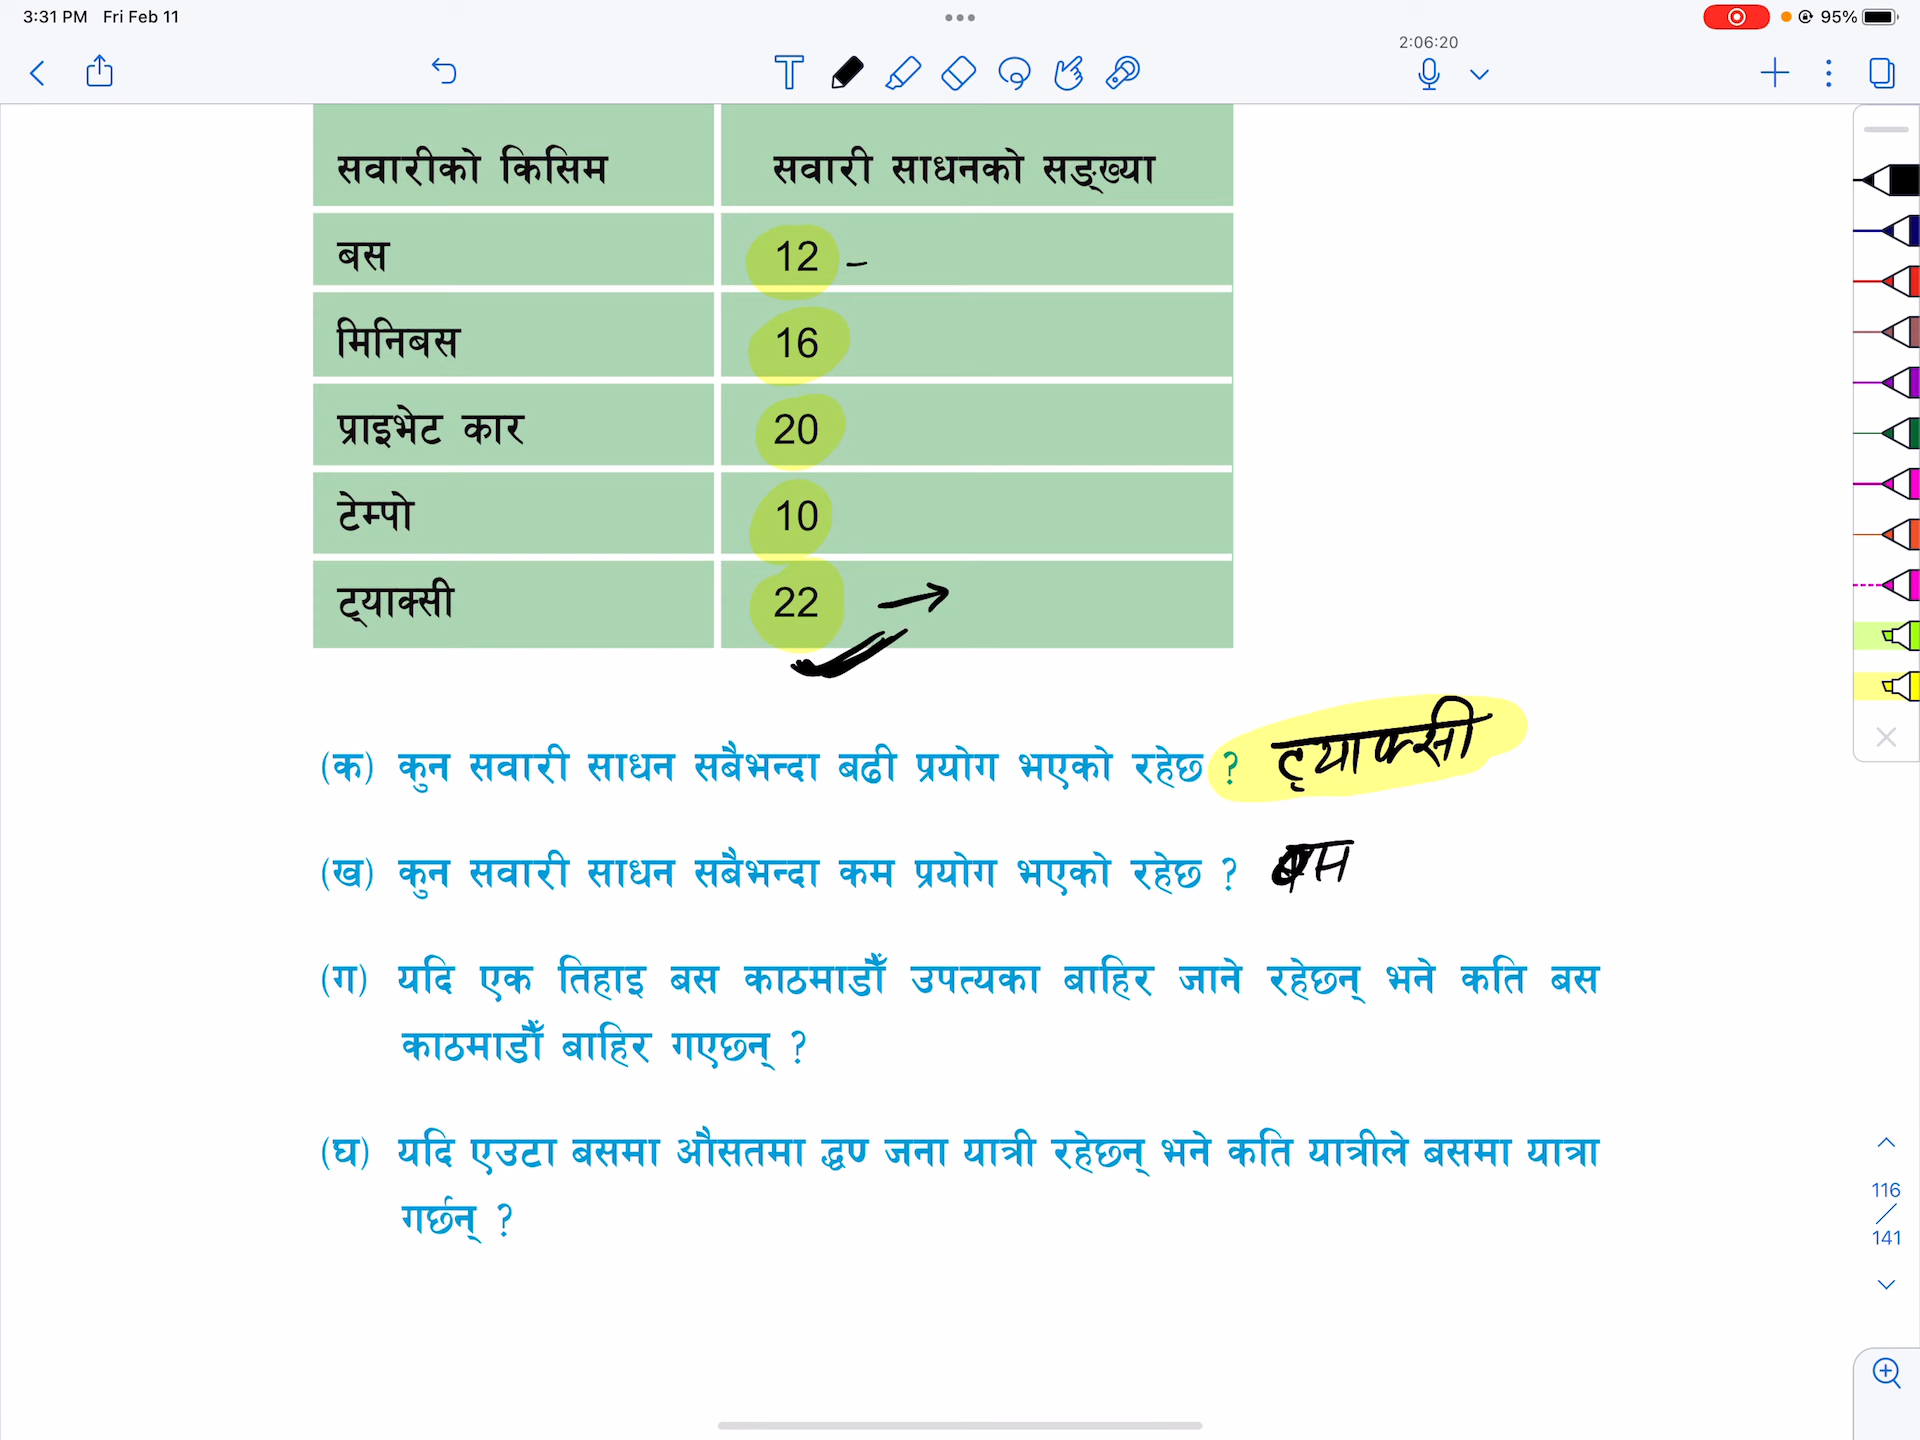 3:31 PM Fri Feb 11
95%
2:06:20
सवारीको किसिम सवारी साधनको सङ्ख्या
बस 12 –
मिनिबस 16
प्राइभेट कार 20
टेम्पो 10
ट्याक्सी 22 →
(क) कुन सवारी साधन सबैभन्दा बढी प्रयोग भएको रहेछ ? ट्याक्सी
(ख) कुन सवारी साधन सबैभन्दा कम प्रयोग भएको रहेछ ? बस
(ग) यदि एक तिहाइ बस काठमाडौँ उपत्यका बाहिर जाने रहेछन् भने कति बस
काठमाडौँ बाहिर गएछन् ?
(घ) यदि एउटा बसमा औसतमा द्धण जना यात्री रहेछन् भने कति यात्रीले बसमा यात्रा
गर्छन् ?
116
/
141